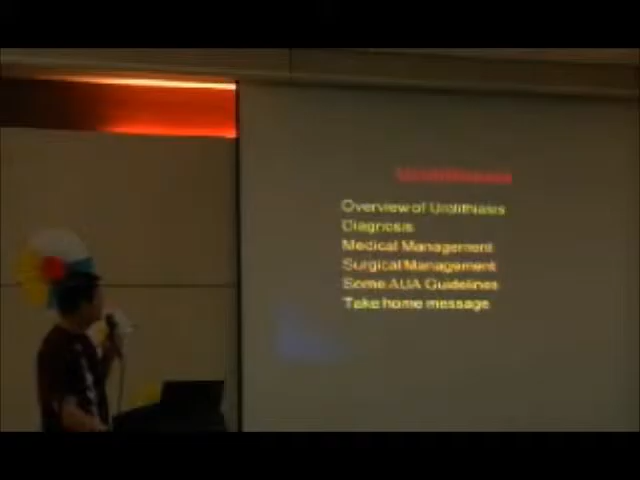 Overview of Urolithiasis
Diagnosis
Medical Management
Surgical Management
Some AUA Guidelines
Take home message